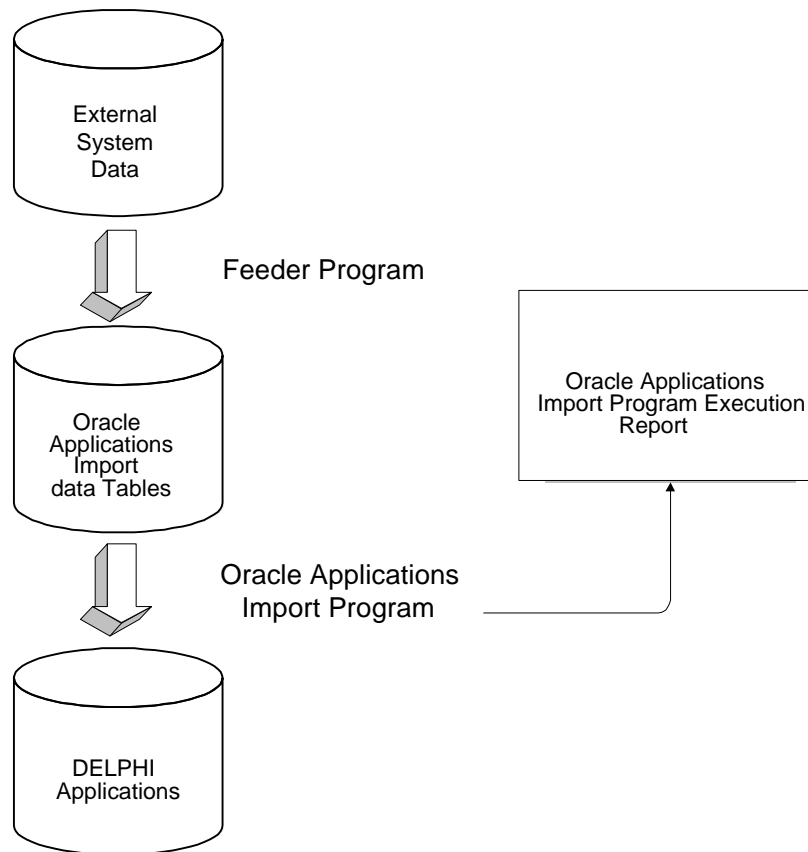 External
System
Data
Feeder Program
Oracle
Applications
Import
data Tables
Oracle Applications
Import Program Execution
Report
Oracle Applications
Import Program
DELPHI
Applications